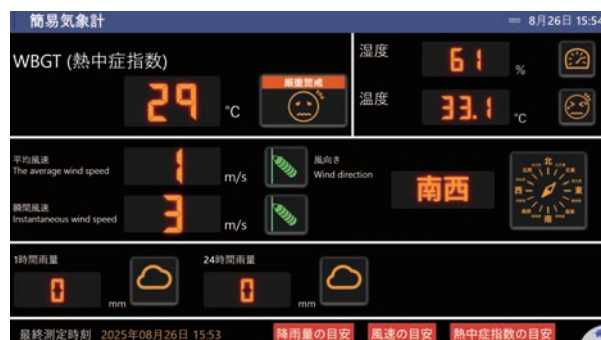 簡易気象計
8月26日 15:54
WBGT (熱中症指数)
29 °C
厳重警戒
湿度
61 %
温度
33.1 °C
平均風速
The average wind speed
1 m/s
風向き
Wind direction
南西
北
西
東
南
瞬間風速
Instantaneous wind speed
3 m/s
1時間雨量
0 mm
24時間雨量
0 mm
最終測定時刻 2025年08月26日 15:53
降雨量の目安
風速の目安
熱中症指数の目安